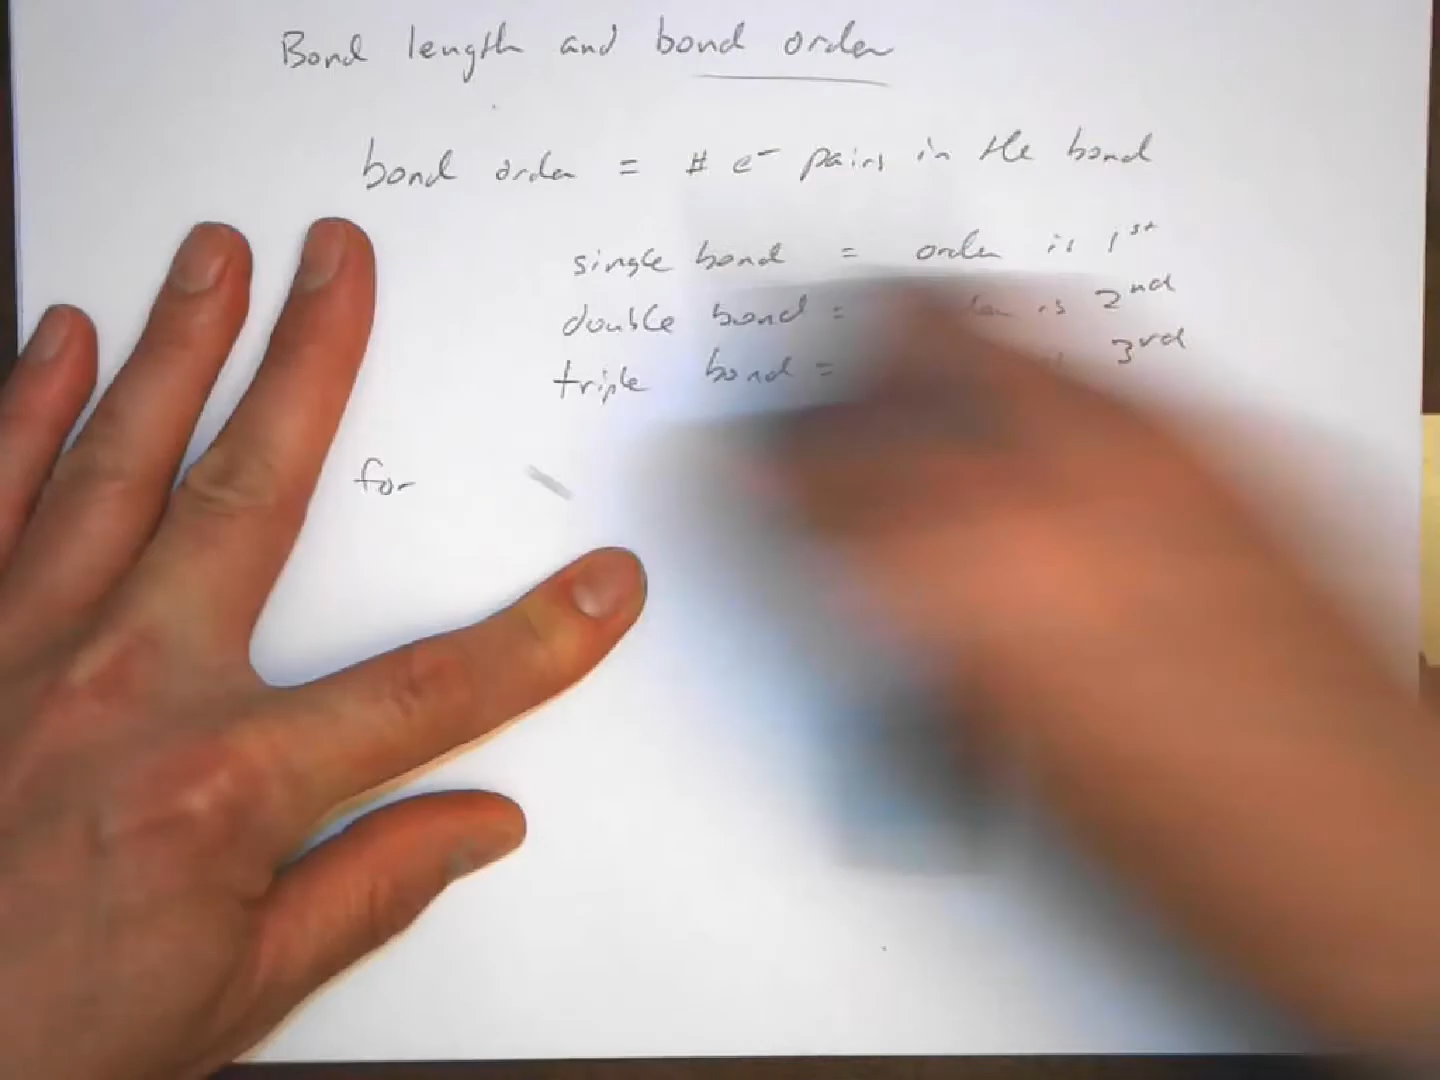 Bond length and bond order
bond order = # e⁻ pairs in the bond
single bond = order is 1st
double bond = is 2nd
triple bond = 3rd
for